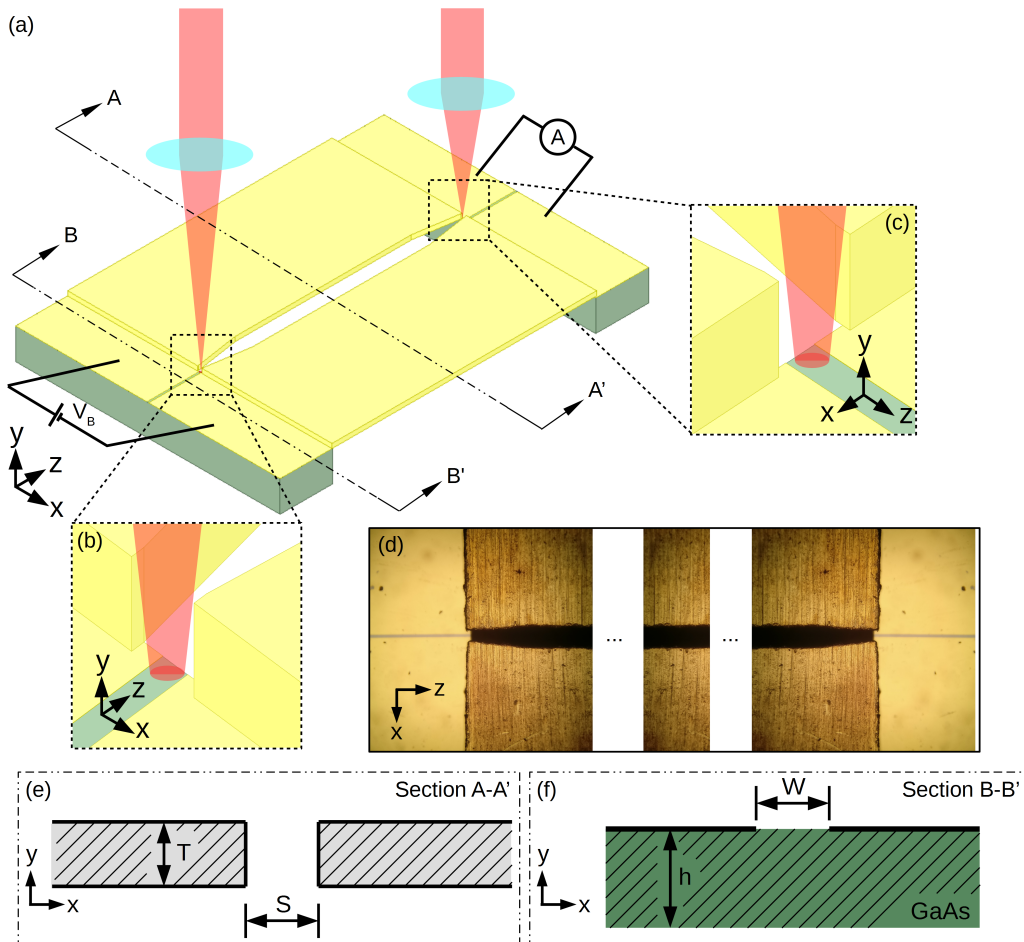 (a)
A
A
B
(c)
y
x
z
A'
V_B
B'
y
z
x
(b)
y
z
x
(d)
... ...
z
x
(e)
Section A-A'
T
y
x
S
(f)
Section B-B'
W
h
y
x
GaAs